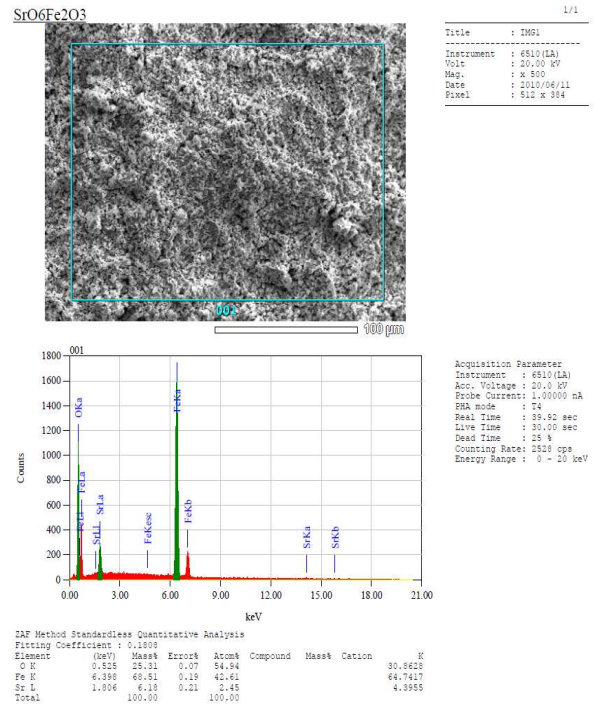 SrO6Fe2O3
1/1
Title : IMG1
Instrument : 6510(LA)
Volt : 20.00 kV
Mag. : x 500
Date : 2010/06/11
Pixel : 512 x 384
001
100 µm
001
1800
1600
1400
1200
1000
800
600
400
200
0
Counts
OKa
FeLl
FeLa
SrLl
SrLa
FeKesc
FeKa
FeKb
SrKa
SrKb
0.00 3.00 6.00 9.00 12.00 15.00 18.00 21.00
keV
Acquisition Parameter
Instrument : 6510(LA)
Acc. Voltage : 20.0 kV
Probe Current: 1.00000 nA
PHA mode : T4
Real Time : 39.92 sec
Live Time : 30.00 sec
Dead Time : 25 %
Counting Rate: 2528 cps
Energy Range : 0 - 20 keV
ZAF Method Standardless Quantitative Analysis
Fitting Coefficient : 0.1808
Element (keV) Mass% Error% Atom% Compound Mass% Cation K
O K 0.525 25.31 0.07 54.94 30.8628
Fe K 6.398 68.51 0.19 42.61 64.7417
Sr L 1.806 6.18 0.21 2.45 4.3955
Total 100.00 100.00